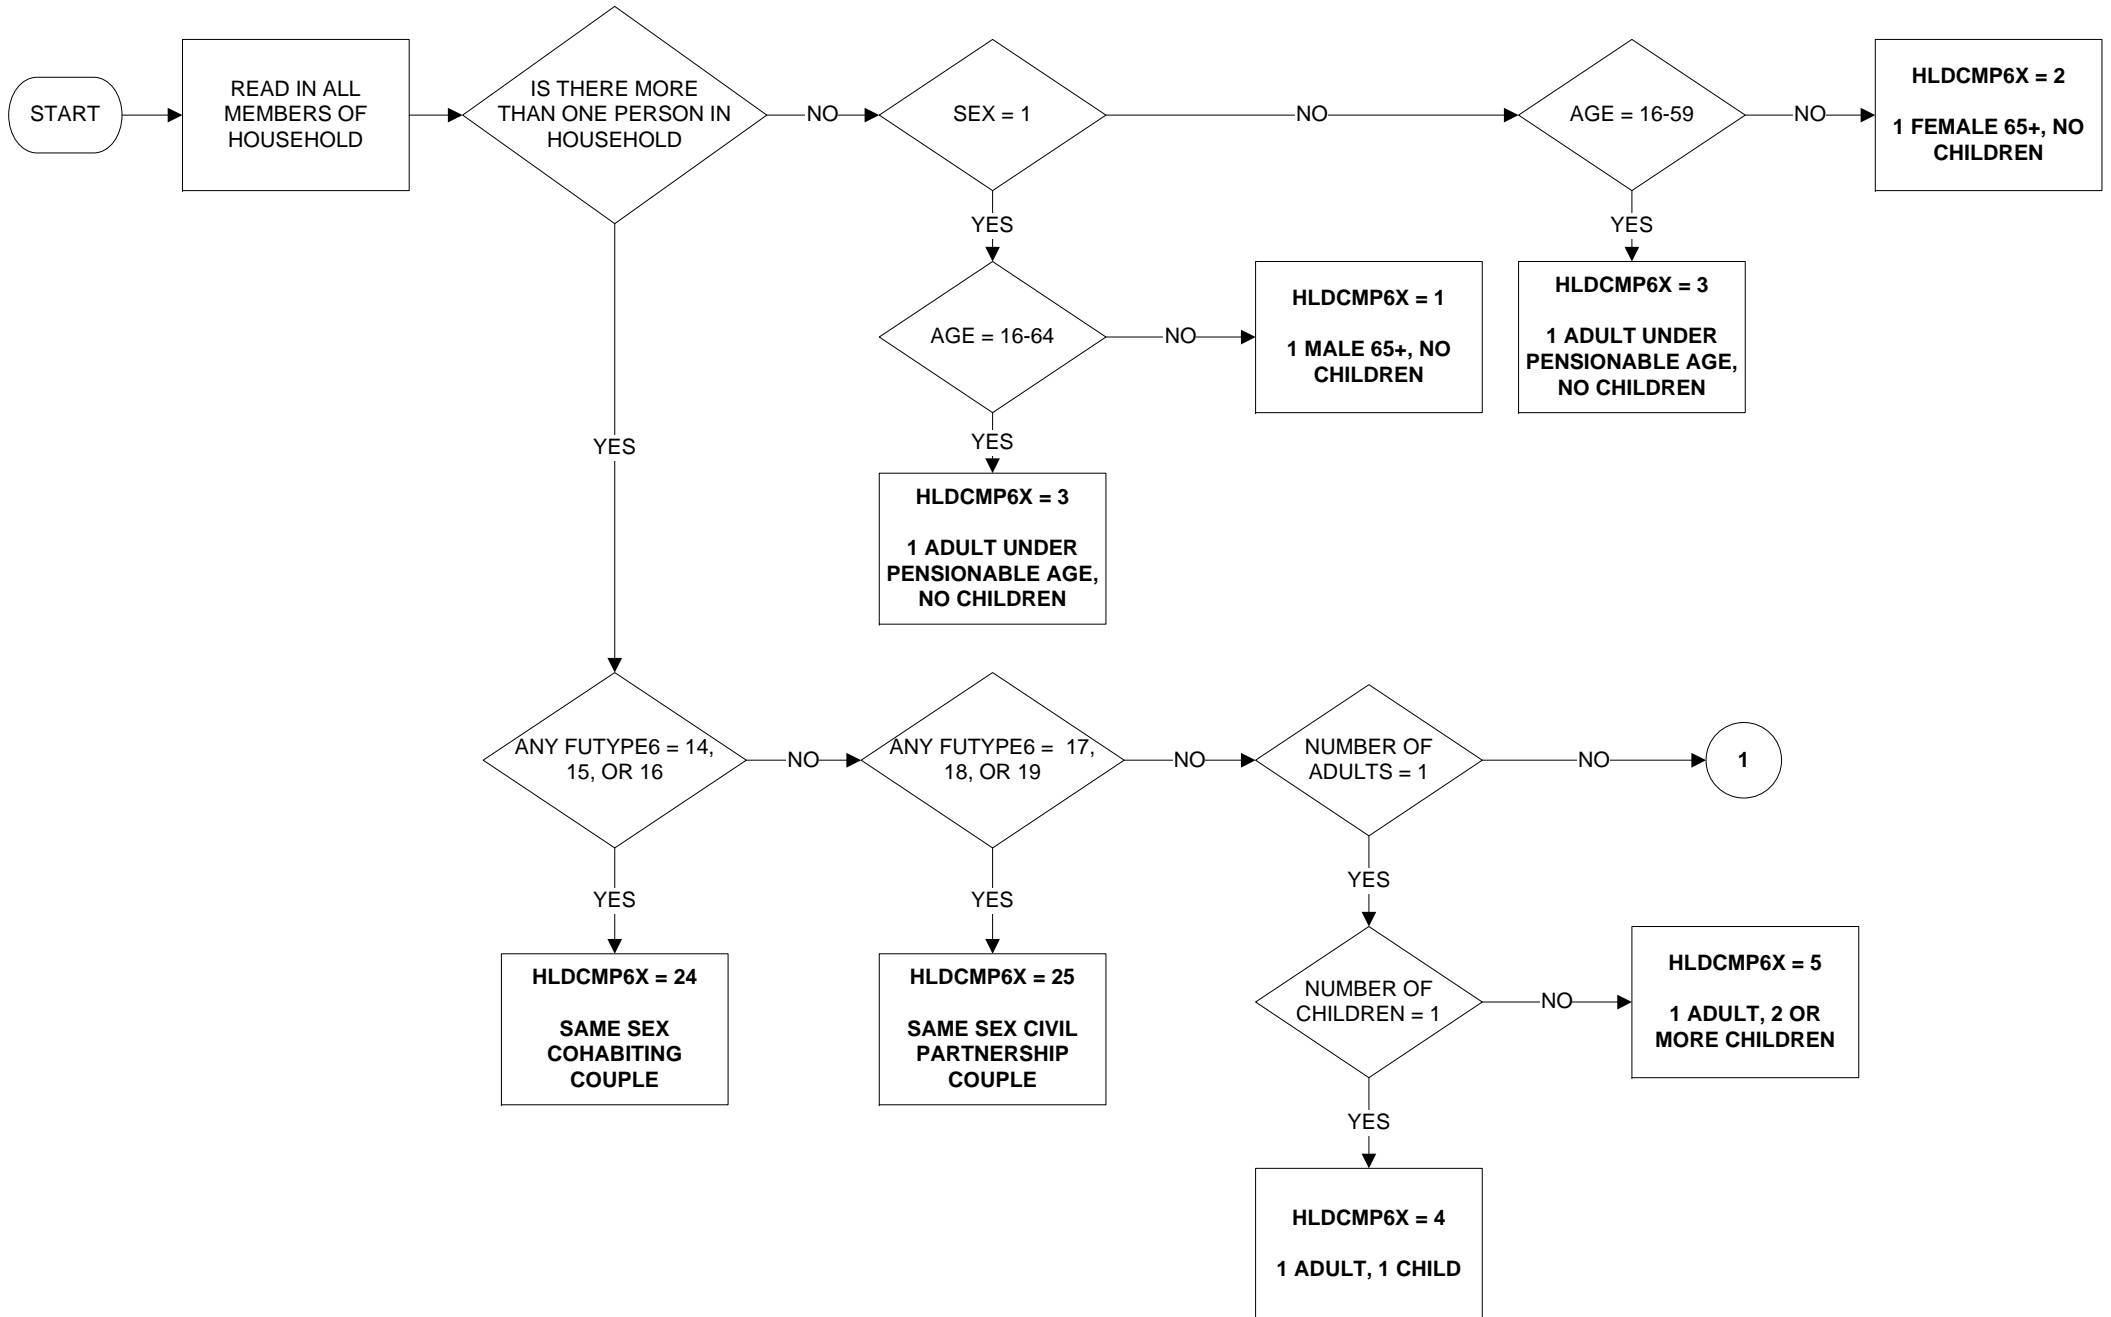 START
READ IN ALL
MEMBERS OF
HOUSEHOLD
IS THERE MORE
THAN ONE PERSON IN
HOUSEHOLD
NO
SEX = 1
NO
AGE = 16-59
NO
HLDCMP6X = 2
1 FEMALE 65+, NO
CHILDREN
YES
YES
AGE = 16-64
NO
HLDCMP6X = 1
1 MALE 65+, NO
CHILDREN
HLDCMP6X = 3
1 ADULT UNDER
PENSIONABLE AGE,
NO CHILDREN
YES
YES
HLDCMP6X = 3
1 ADULT UNDER
PENSIONABLE AGE,
NO CHILDREN
ANY FUTYPE6 = 14,
15, OR 16
NO
ANY FUTYPE6 = 17,
18, OR 19
NO
NUMBER OF
ADULTS = 1
NO
1
YES
YES
YES
HLDCMP6X = 24
SAME SEX
COHABITING
COUPLE
HLDCMP6X = 25
SAME SEX CIVIL
PARTNERSHIP
COUPLE
NUMBER OF
CHILDREN = 1
NO
HLDCMP6X = 5
1 ADULT, 2 OR
MORE CHILDREN
YES
HLDCMP6X = 4
1 ADULT, 1 CHILD